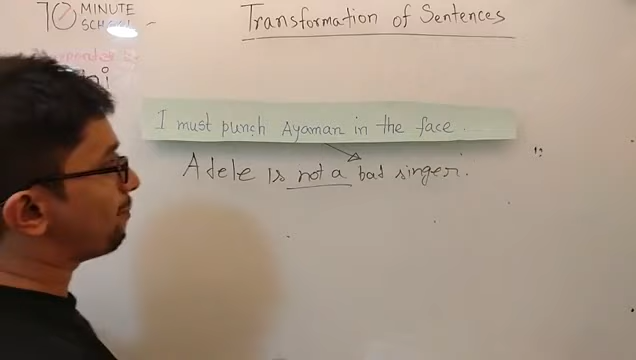 10 MINUTE
SCHOOL
Transformation of Sentences
I must punch Ayaman in the face.
Adele is not a bad singer.